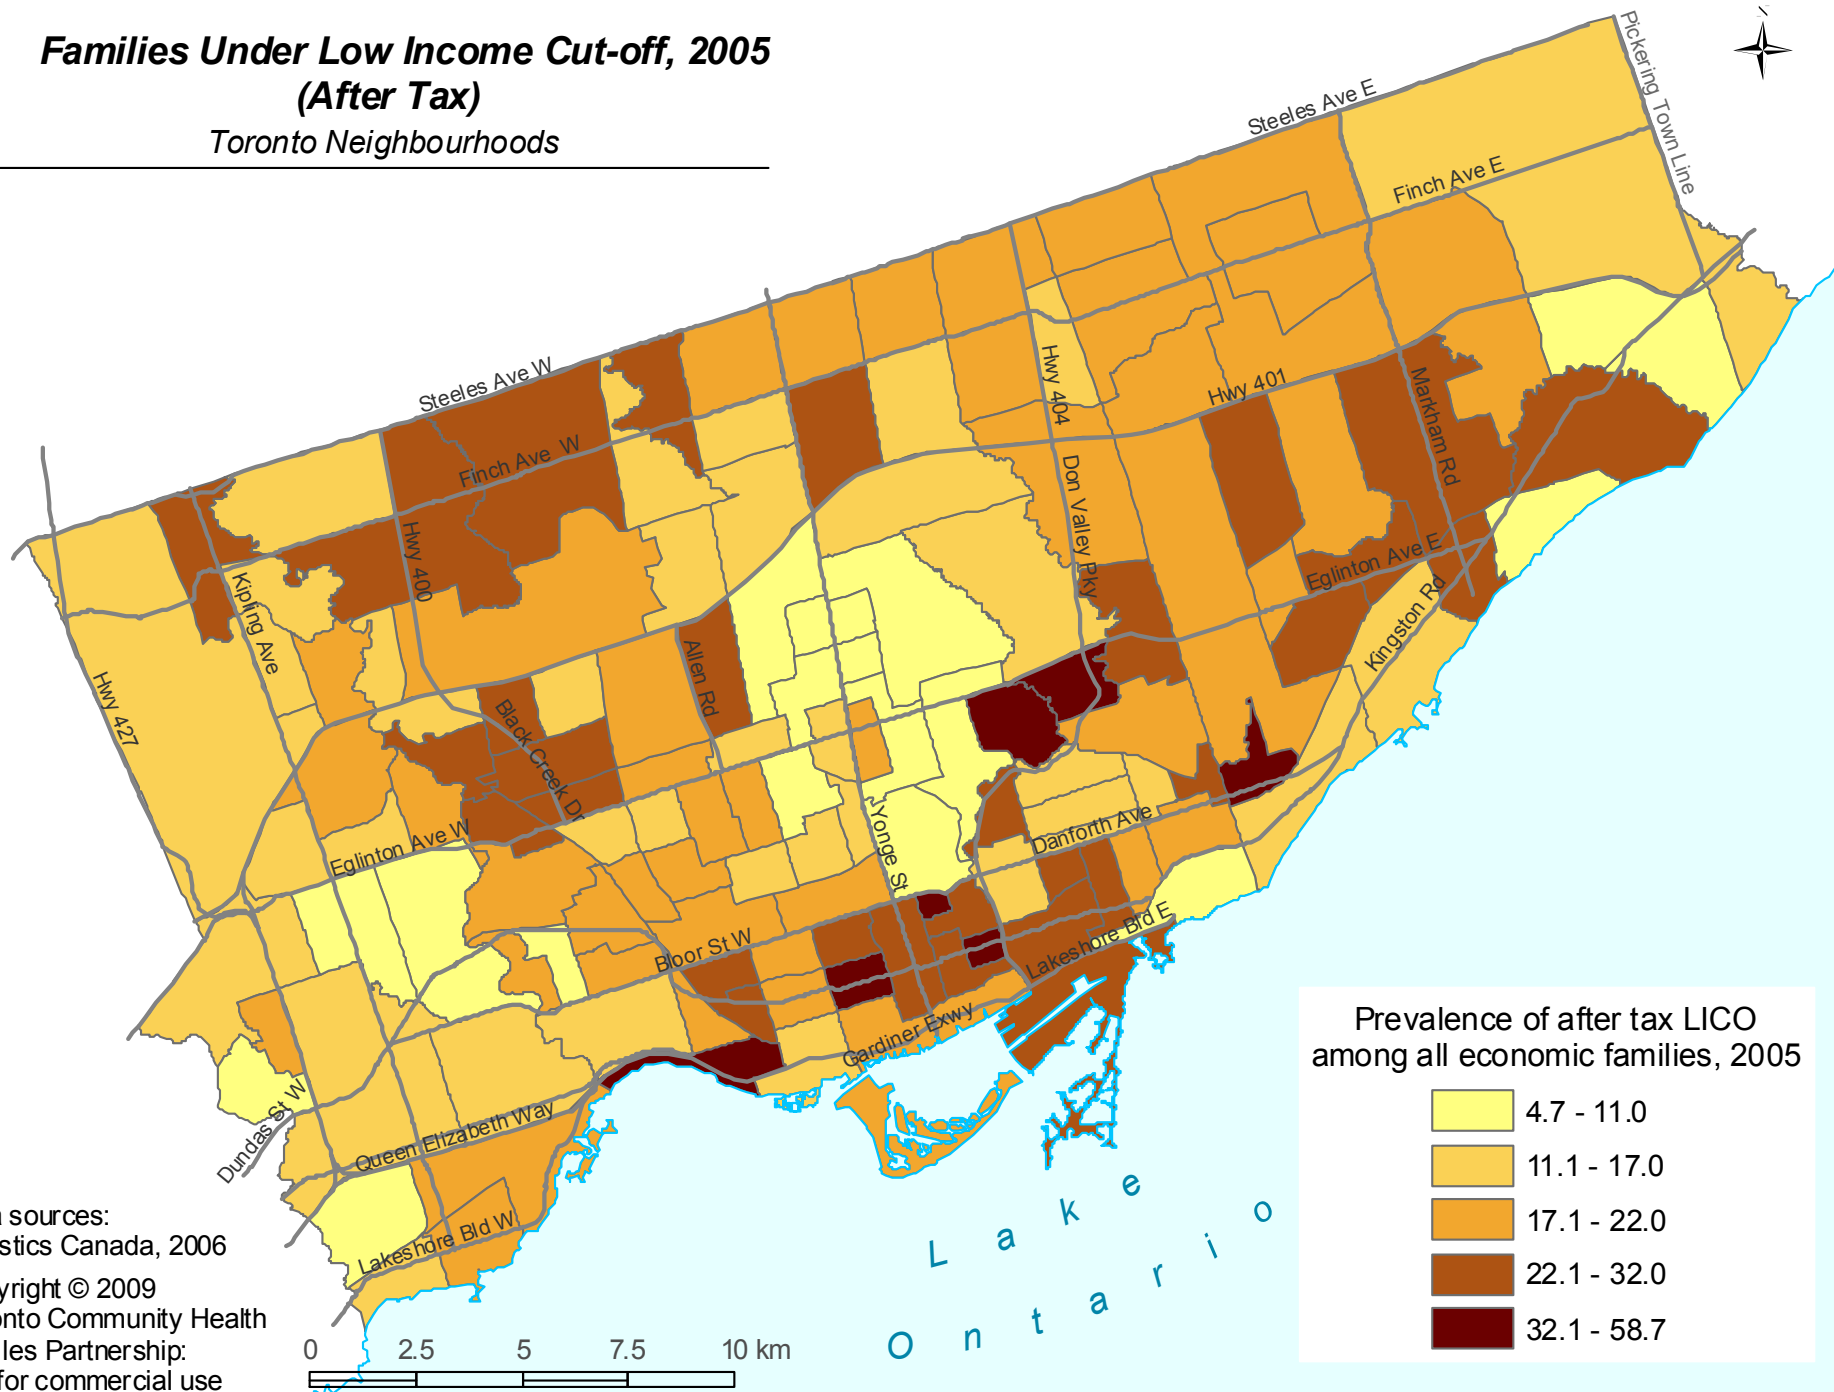 Families Under Low Income Cut-off, 2005
(After Tax)
Toronto Neighbourhoods
N
Pickering Town Line
Steeles Ave E
Finch Ave E
Steeles Ave W
Finch Ave W
Hwy 404
Hwy 401
Markham Rd
Don Valley Pky
Hwy 400
Kipling Ave
Hwy 427
Allen Rd
Black Creek Dr
Eglinton Ave E
Kingston Rd
Eglinton Ave W
Yonge St
Danforth Ave
Bloor St W
Lakeshore Bld E
Gardiner Exwy
Dundas St W
Queen Elizabeth Way
Lakeshore Bld W
Lake
Ontario
Prevalence of after tax LICO
among all economic families, 2005
4.7 - 11.0
11.1 - 17.0
17.1 - 22.0
22.1 - 32.0
32.1 - 58.7
sources:
stics Canada, 2006
yright © 2009
onto Community Health
les Partnership:
for commercial use
0 2.5 5 7.5 10 km